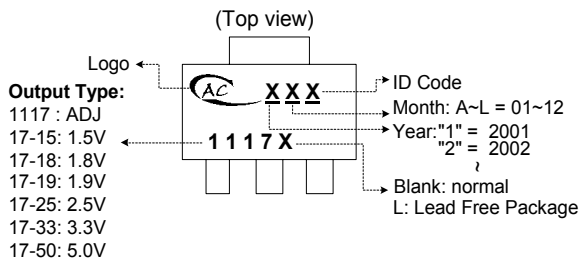 (Top view)
Logo
AC
X X X
ID Code
Output Type:
Month: A~L = 01~12
1117 : ADJ
Year:"1" = 2001
17-15: 1.5V
1 1 1 7 X
"2" = 2002
17-18: 1.8V
~
17-19: 1.9V
Blank: normal
17-25: 2.5V
L: Lead Free Package
17-33: 3.3V
17-50: 5.0V